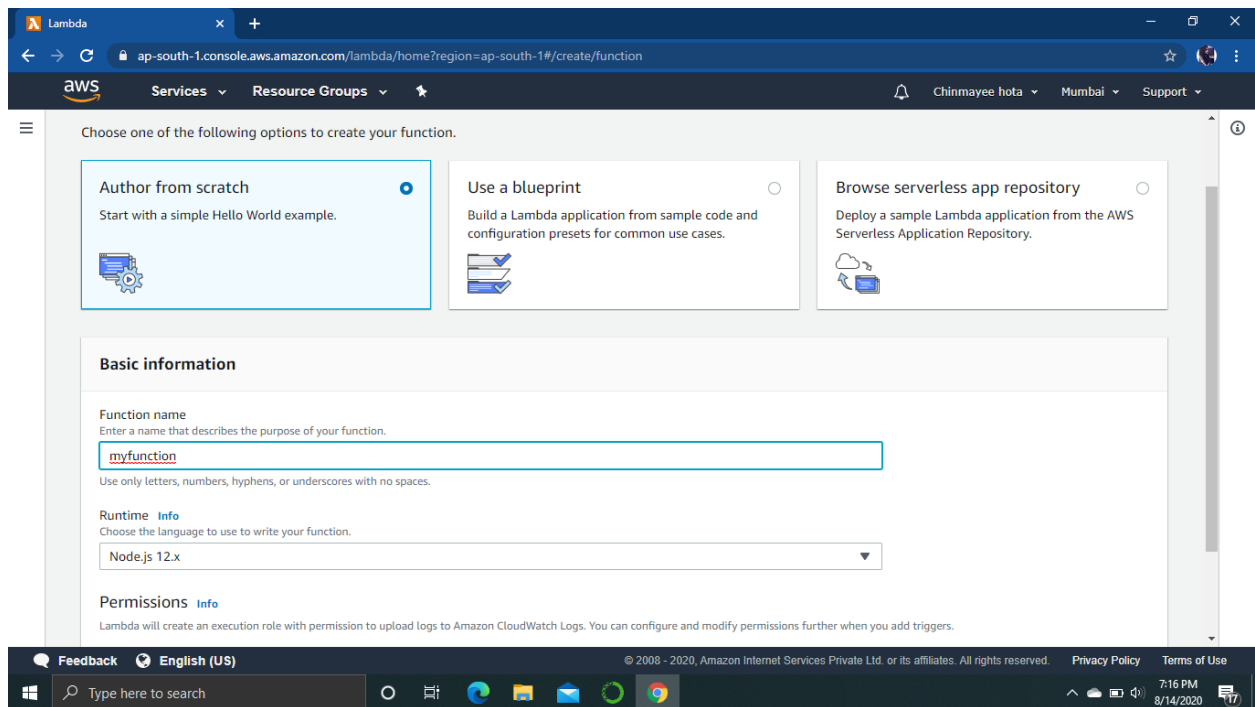 Lambda
ap-south-1.console.aws.amazon.com/lambda/home?region=ap-south-1#/create/function
aws Services Resource Groups Chinmayee hota Mumbai Support
Choose one of the following options to create your function.
Author from scratch
Start with a simple Hello World example.
Use a blueprint
Build a Lambda application from sample code and
configuration presets for common use cases.
Browse serverless app repository
Deploy a sample Lambda application from the AWS
Serverless Application Repository.
Basic information
Function name
Enter a name that describes the purpose of your function.
myfunction
Use only letters, numbers, hyphens, or underscores with no spaces.
Runtime Info
Choose the language to use to write your function.
Node.js 12.x
Permissions Info
Lambda will create an execution role with permission to upload logs to Amazon CloudWatch Logs. You can configure and modify permissions further when you add triggers.
Feedback English (US) © 2008 - 2020, Amazon Internet Services Private Ltd. or its affiliates. All rights reserved. Privacy Policy Terms of Use
Type here to search
7:16 PM
8/14/2020
17